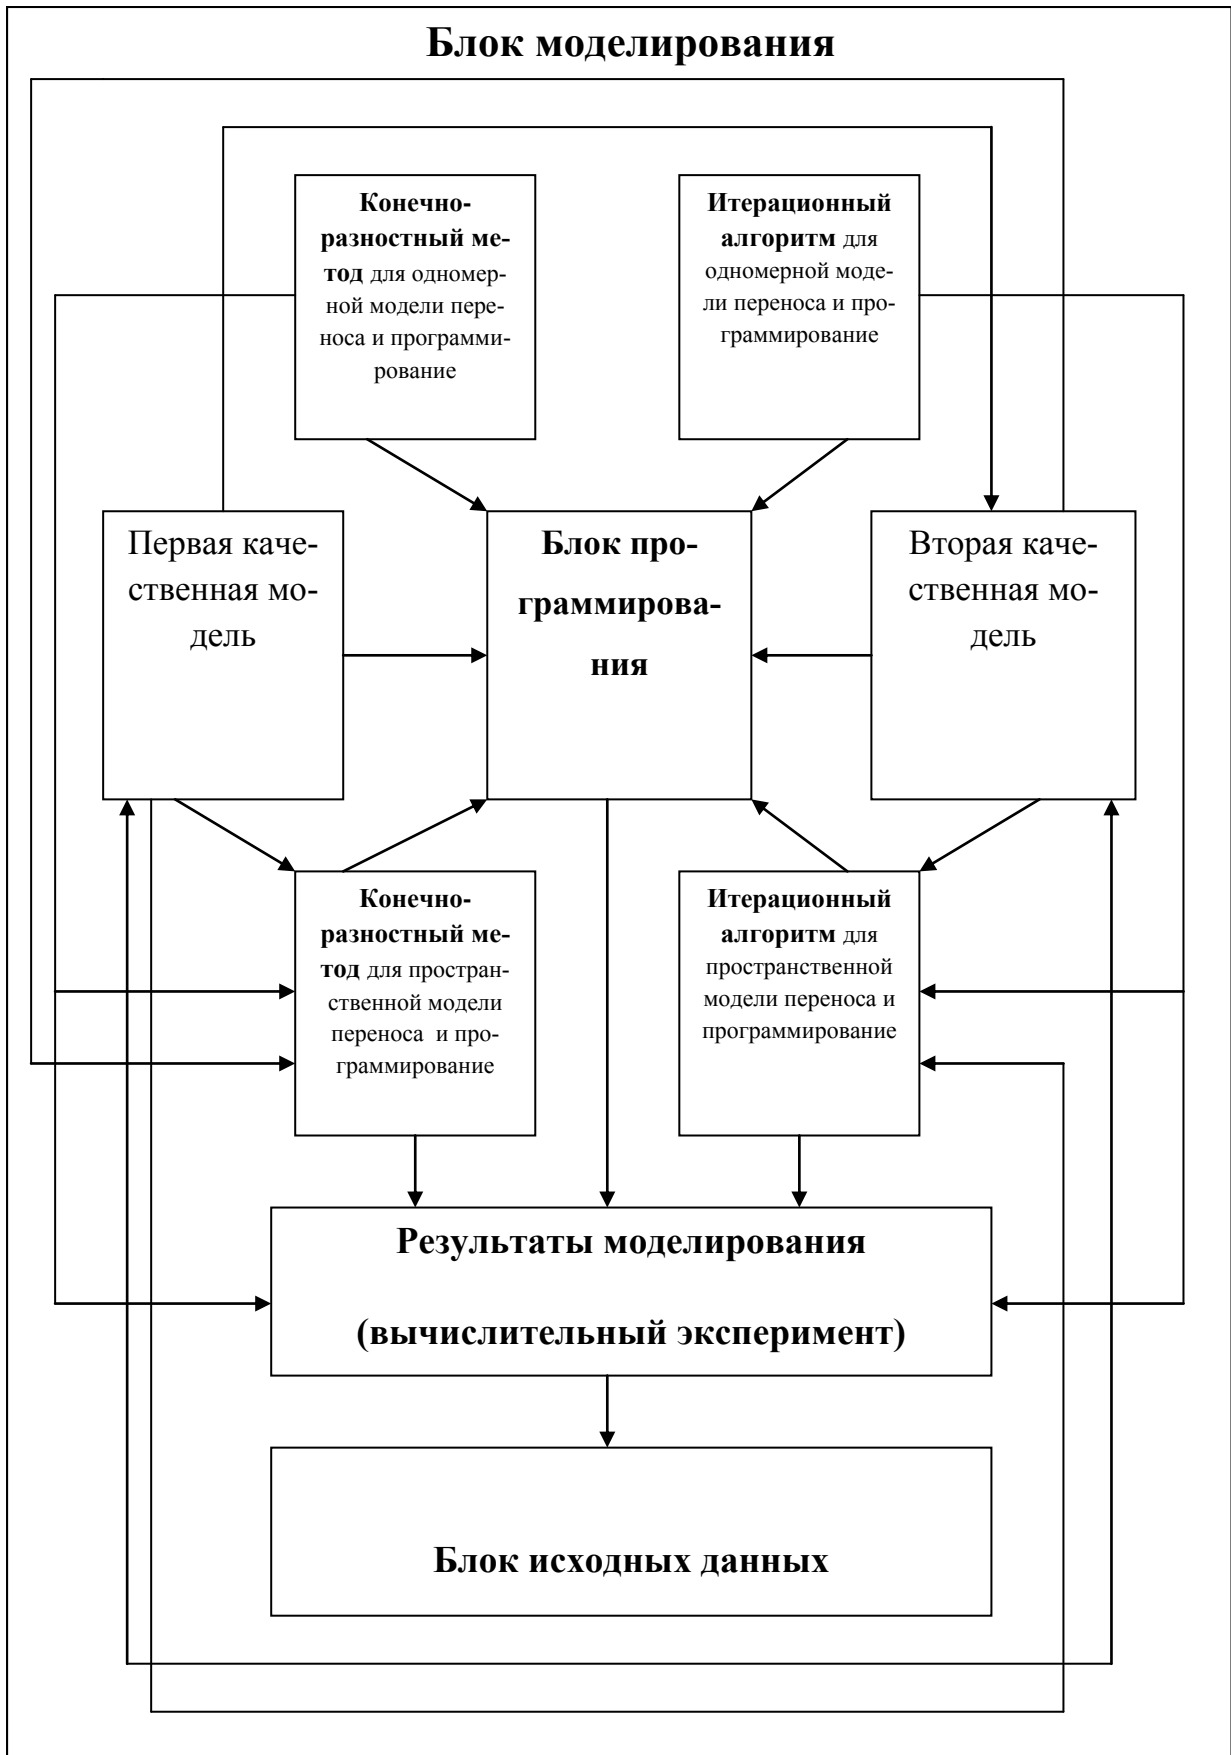 Блок моделирования
Конечно-
разностный ме-
тод для одномер-
ной модели пере-
носа и программи-
рование
Итерационный
алгоритм для
одномерной моде-
ли переноса и про-
граммирование
Первая каче-
ственная мо-
дель
Блок про-
граммирова-
ния
Вторая каче-
ственная мо-
дель
Конечно-
разностный ме-
тод для простран-
ственной модели
переноса и про-
граммирование
Итерационный
алгоритм для
пространственной
модели переноса и
программирование
Результаты моделирования
(вычислительный эксперимент)
Блок исходных данных